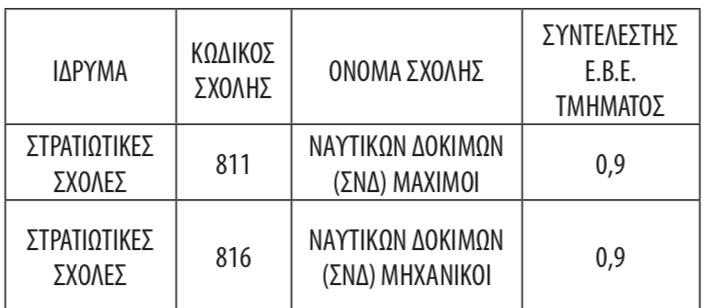 ΙΔΡΥΜΑ
ΚΩΔΙΚΟΣ
ΣΧΟΛΗΣ
ΟΝΟΜΑ ΣΧΟΛΗΣ
ΣΥΝΤΕΛΕΣΤΗΣ
Ε.Β.Ε.
ΤΜΗΜΑΤΟΣ
ΣΤΡΑΤΙΩΤΙΚΕΣ
ΣΧΟΛΕΣ
811
ΝΑΥΤΙΚΩΝ ΔΟΚΙΜΩΝ
(ΣΝΔ) ΜΑΧΙΜΟΙ
0,9
ΣΤΡΑΤΙΩΤΙΚΕΣ
ΣΧΟΛΕΣ
816
ΝΑΥΤΙΚΩΝ ΔΟΚΙΜΩΝ
(ΣΝΔ) ΜΗΧΑΝΙΚΟΙ
0,9